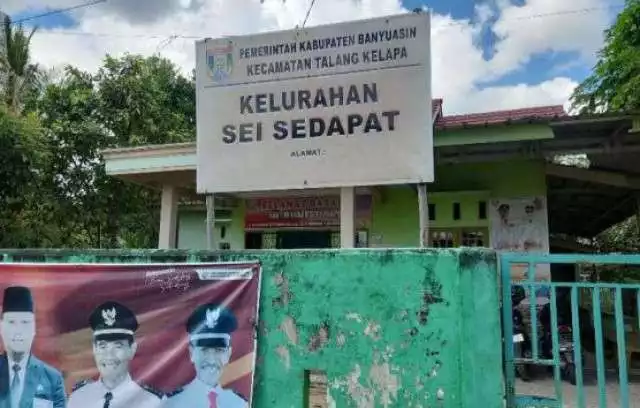 PEMERINTAH KABUPATEN BANYUASIN
KECAMATAN TALANG KELAPA
KELURAHAN
SEI SEDAPAT
ALAMAT :